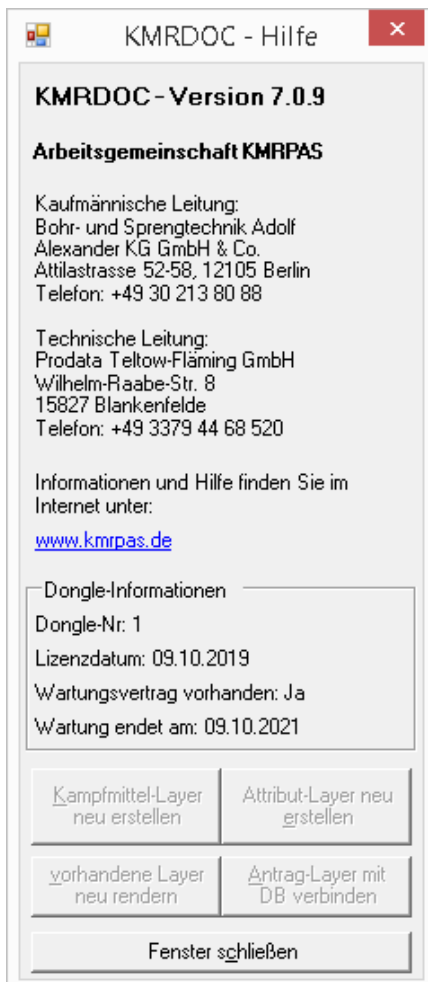 KMRDOC - Hilfe
KMRDOC - Version 7.0.9
Arbeitsgemeinschaft KMRPAS
Kaufmännische Leitung:
Bohr- und Sprengtechnik Adolf
Alexander KG GmbH & Co.
Attilastrasse 52-58, 12105 Berlin
Telefon: +49 30 213 80 88
Technische Leitung:
Prodata Teltow-Fläming GmbH
Wilhelm-Raabe-Str. 8
15827 Blankenfelde
Telefon: +49 3379 44 68 520
Informationen und Hilfe finden Sie im
Internet unter:
www.kmrpas.de
Dongle-Informationen
Dongle-Nr: 1
Lizenzdatum: 09.10.2019
Wartungsvertrag vorhanden: Ja
Wartung endet am: 09.10.2021
Kampfmittel-Layer
neu erstellen
Attribut-Layer neu
erstellen
vorhandene Layer
neu rendern
Antrag-Layer mit
DB verbinden
Fenster schließen